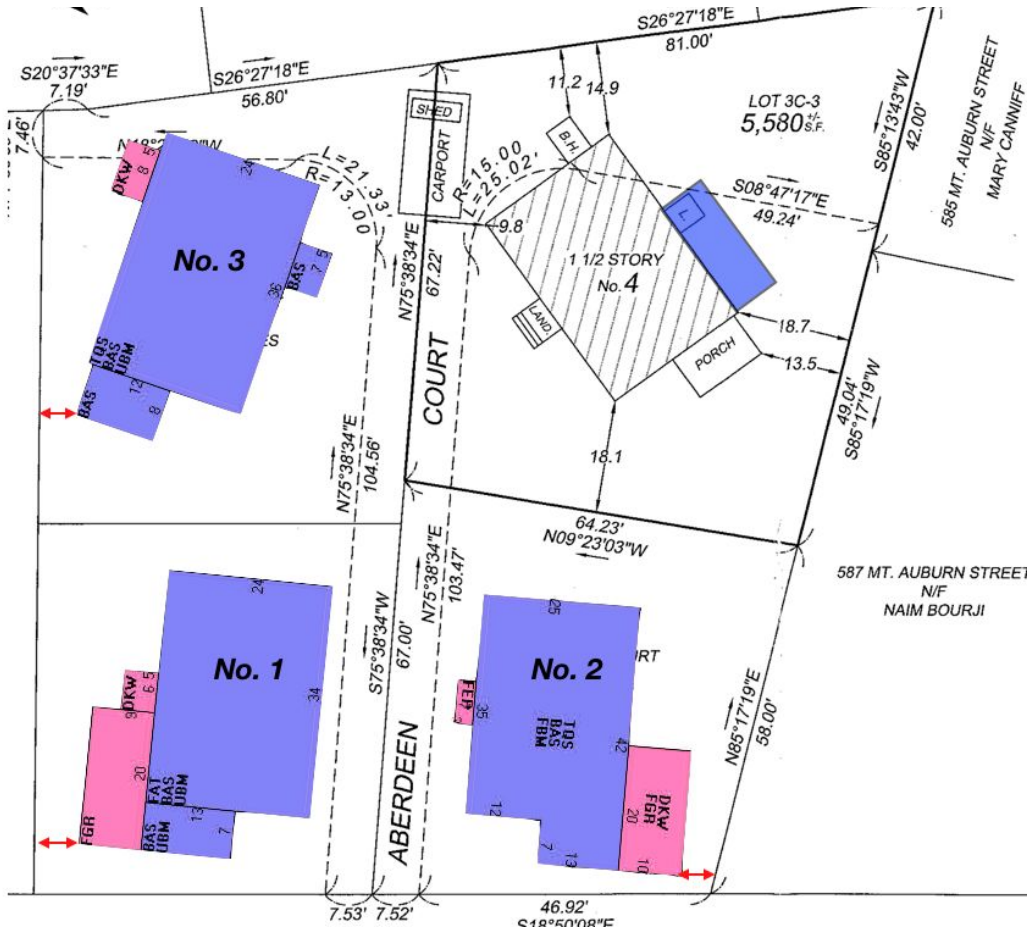 S20°37'33"E
7.19'
S26°27'18"E
56.80'
S26°27'18"E
81.00'
7.46'
L=21.33'
R=13.00
R=15.00
L=25.02'
SHED
CARPORT
B.H.
11.2
14.9
LOT 3C-3
5,580 +/- S.F.
S85°13'43"W
42.00'
585 MT. AUBURN STREET
N/F
MARY CANNIFF
DKW
8
5
24
No. 3
36
BAS
7
5
TQS
BAS
UBM
12
BAS
8
ES
9.8
1 1/2 STORY
No. 4
L
LAND.
PORCH
S08°47'17"E
49.24'
18.7
13.5
18.1
49.04'
S85°17'19"W
N75°38'34"E
67.22'
COURT
N75°38'34"E
104.56'
64.23'
N09°23'03"W
587 MT. AUBURN STREET
N/F
NAIM BOURJI
24
No. 1
34
DKW
6
5
9
20
FAT
BAS
UBM
FGR
BAS
UBM
13
7
S75°38'34"W
67.00'
ABERDEEN
N75°38'34"E
103.47'
25
No. 2
URT
FEP
35
TQS
BAS
FBM
42
12
7
13
DKW
FGR
20
10
N85°17'19"E
58.00'
7.53'
7.52'
46.92'
S18°50'08"E